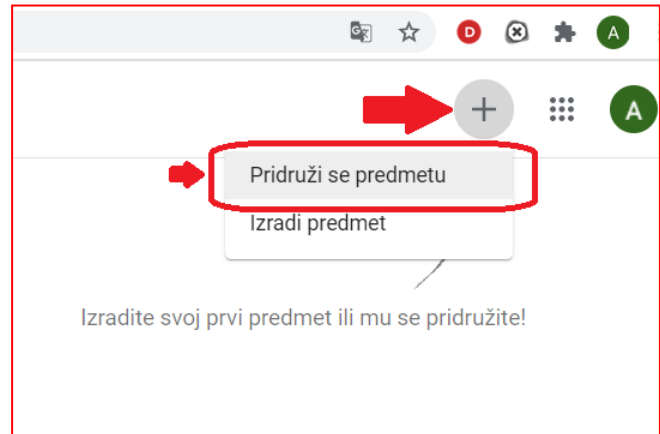 D
A
A
Pridruži se predmetu
Izradi predmet
Izradite svoj prvi predmet ili mu se pridružite!